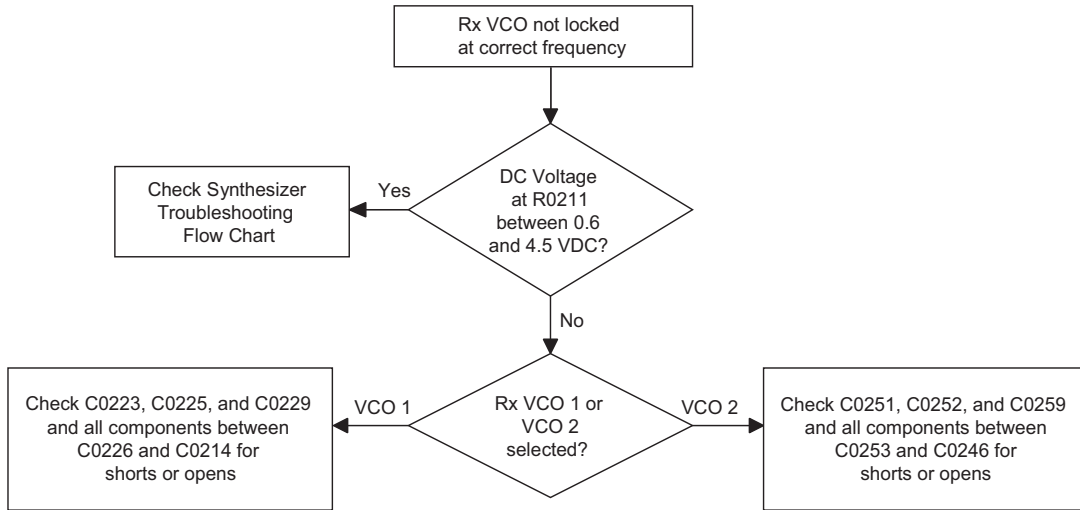 Rx VCO not locked
at correct frequency
DC Voltage
at R0211
between 0.6
and 4.5 VDC?
Yes
Check Synthesizer
Troubleshooting
Flow Chart
No
Rx VCO 1 or
VCO 2
selected?
VCO 1
Check C0223, C0225, and C0229
and all components between
C0226 and C0214 for
shorts or opens
VCO 2
Check C0251, C0252, and C0259
and all components between
C0253 and C0246 for
shorts or opens